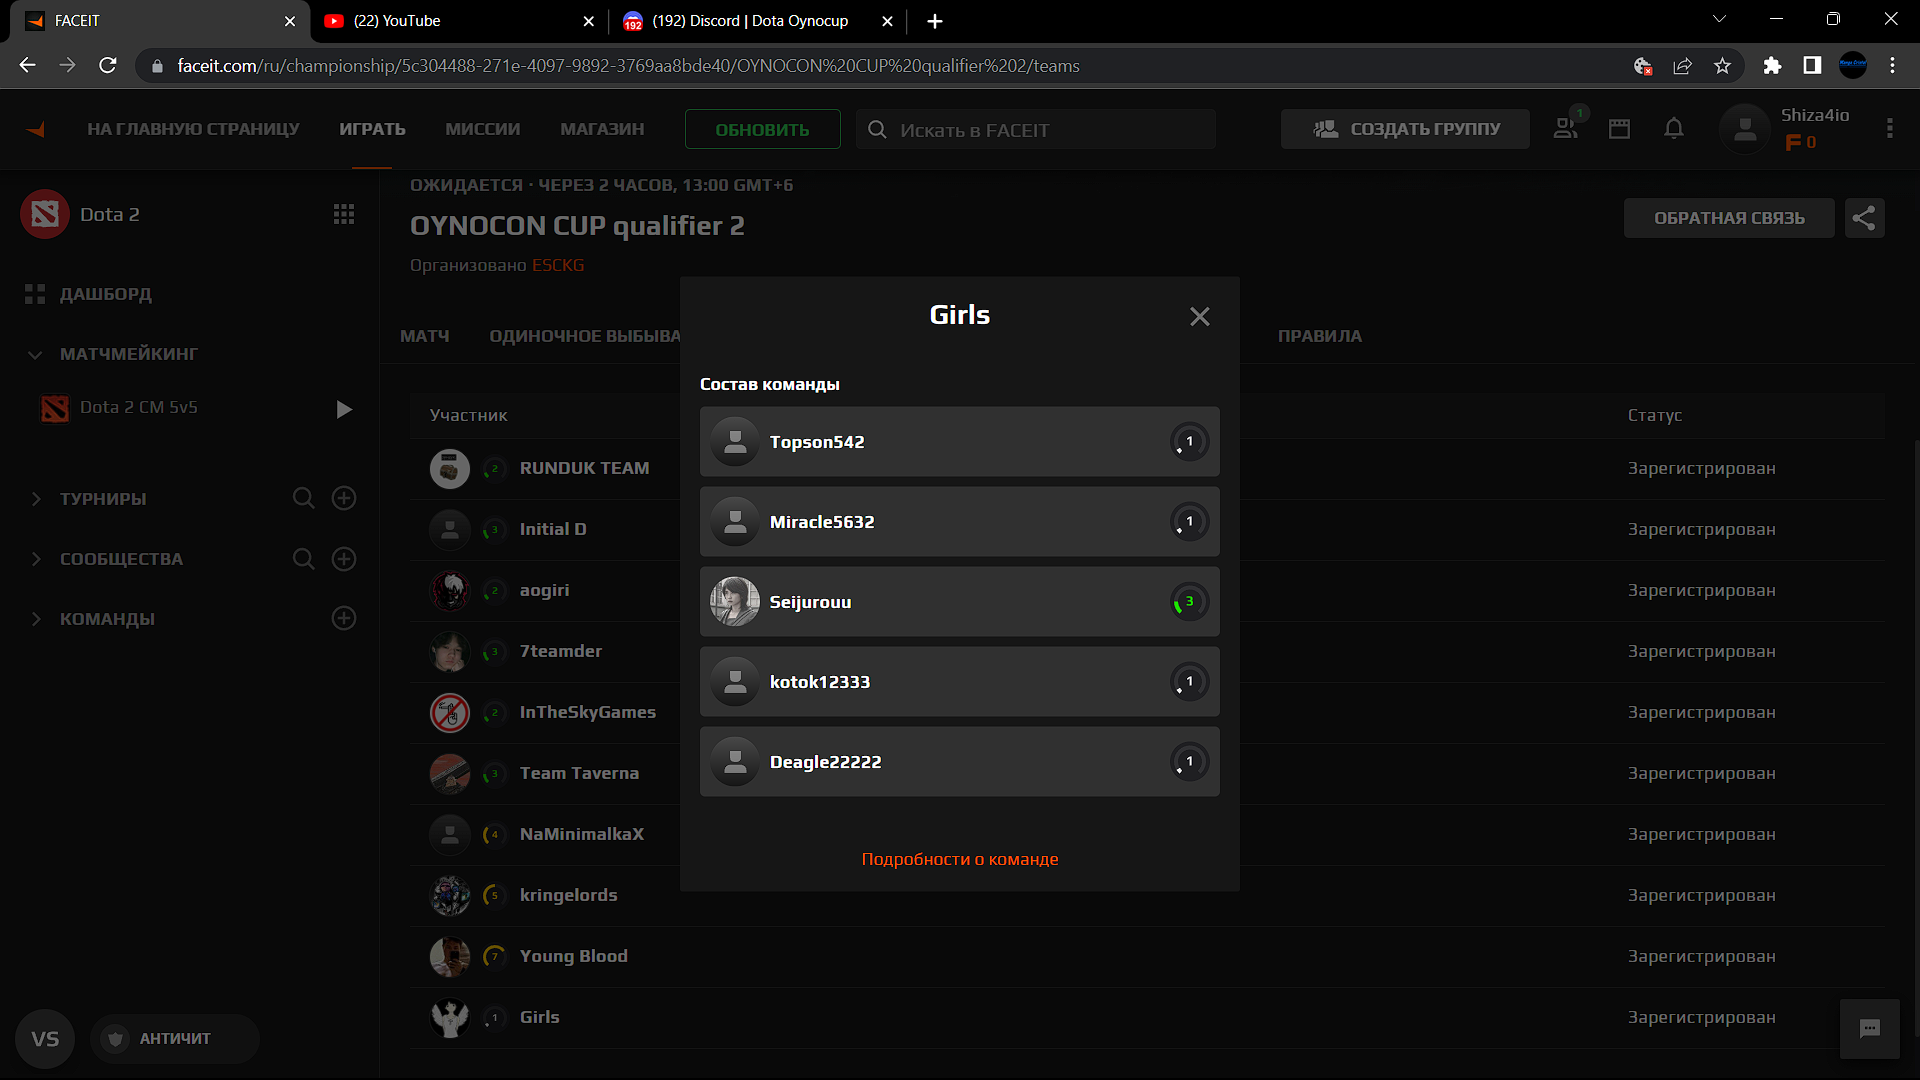 FACEIT
(22) YouTube
192
(192) Discord | Dota Oynocup
faceit.com/ru/championship/5c304488-271e-4097-9892-3769aa8bde40/OYNOCON%20CUP%20qualifier%202/teams
НА ГЛАВНУЮ СТРАНИЦУ
ИГРАТЬ
МИССИИ
МАГАЗИН
ОБНОВИТЬ
Искать в FACEIT
СОЗДАТЬ ГРУППУ
1
Shiza4io
0
Dota 2
ОЖИДАЕТСЯ · ЧЕРЕЗ 2 ЧАСОВ, 13:00 GMT+6
OYNOCON CUP qualifier 2
Организовано ESCKG
ОБРАТНАЯ СВЯЗЬ
ДАШБОРД
МАТЧМЕЙКИНГ
Dota 2 CM 5v5
ТУРНИРЫ
СООБЩЕСТВА
КОМАНДЫ
МАТЧ
ОДИНОЧНОЕ ВЫБЫВА
ПРАВИЛА
Участник
Статус
2 RUNDUK TEAM
Зарегистрирован
3 Initial D
Зарегистрирован
2 aogiri
Зарегистрирован
3 7teamder
Зарегистрирован
2 InTheSkyGames
Зарегистрирован
3 Team Taverna
Зарегистрирован
4 NaMinimalkaX
Зарегистрирован
5 kringelords
Зарегистрирован
7 Young Blood
Зарегистрирован
1 Girls
Зарегистрирован
Girls
Состав команды
Topson542 1
Miracle5632 1
Seijurouu 3
kotok12333 1
Deagle22222 1
Подробности о команде
VS
АНТИЧИТ